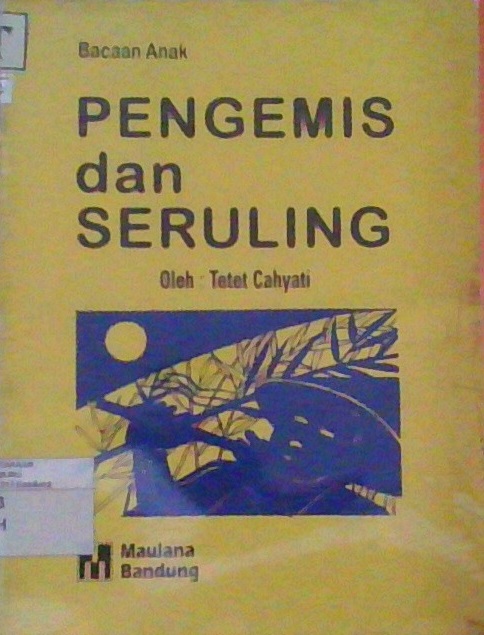 Bacaan Anak
PENGEMIS
dan
SERULING
Oleh : Tetet Cahyati
Maulana
Bandung